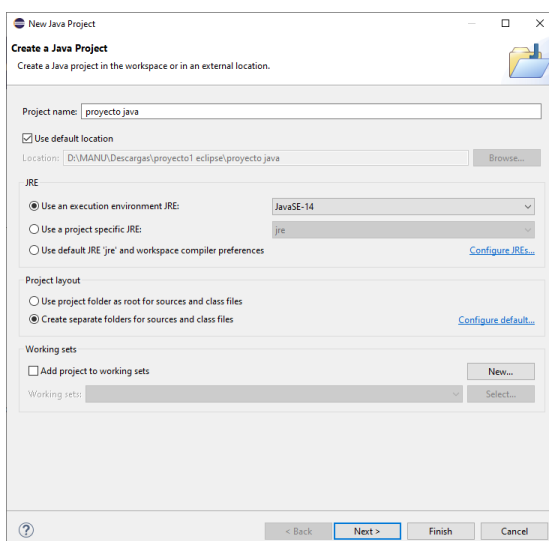 New Java Project
Create a Java Project
Create a Java project in the workspace or in an external location.
Project name: proyecto java
Use default location
Location: D:\MANU\Descargas\proyecto1 eclipse\proyecto java Browse...
JRE
Use an execution environment JRE: JavaSE-14
Use a project specific JRE: jre
Use default JRE 'jre' and workspace compiler preferences Configure JREs...
Project layout
Use project folder as root for sources and class files
Create separate folders for sources and class files Configure default...
Working sets
Add project to working sets New...
Working sets: Select...
? < Back Next > Finish Cancel